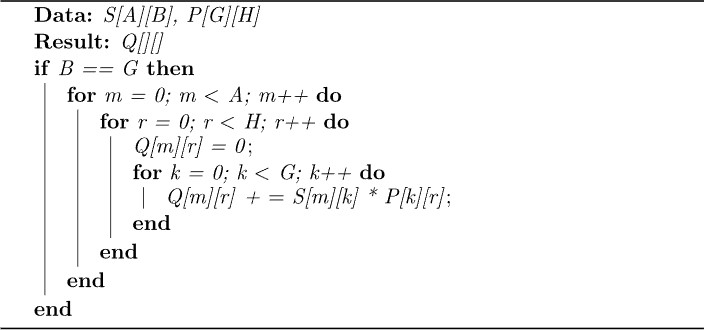 Data: S[A][B], P[G][H]
Result: Q[][]
if B == G then
for m = 0; m < A; m++ do
for r = 0; r < H; r++ do
Q[m][r] = 0;
for k = 0; k < G; k++ do
Q[m][r] + = S[m][k] * P[k][r];
end
end
end
end